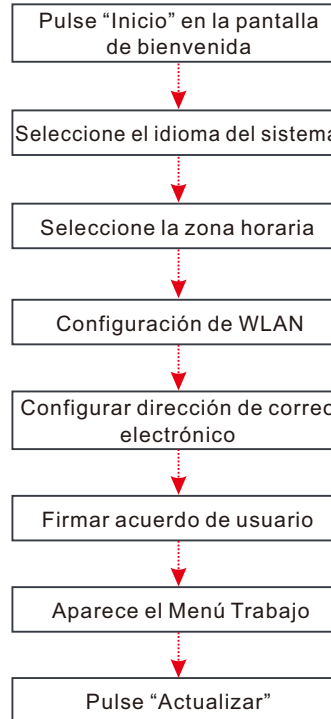 Pulse “Inicio” en la pantalla
de bienvenida
Seleccione el idioma del sistema
Seleccione la zona horaria
Configuración de WLAN
Configurar dirección de correo
electrónico
Firmar acuerdo de usuario
Aparece el Menú Trabajo
Pulse “Actualizar”